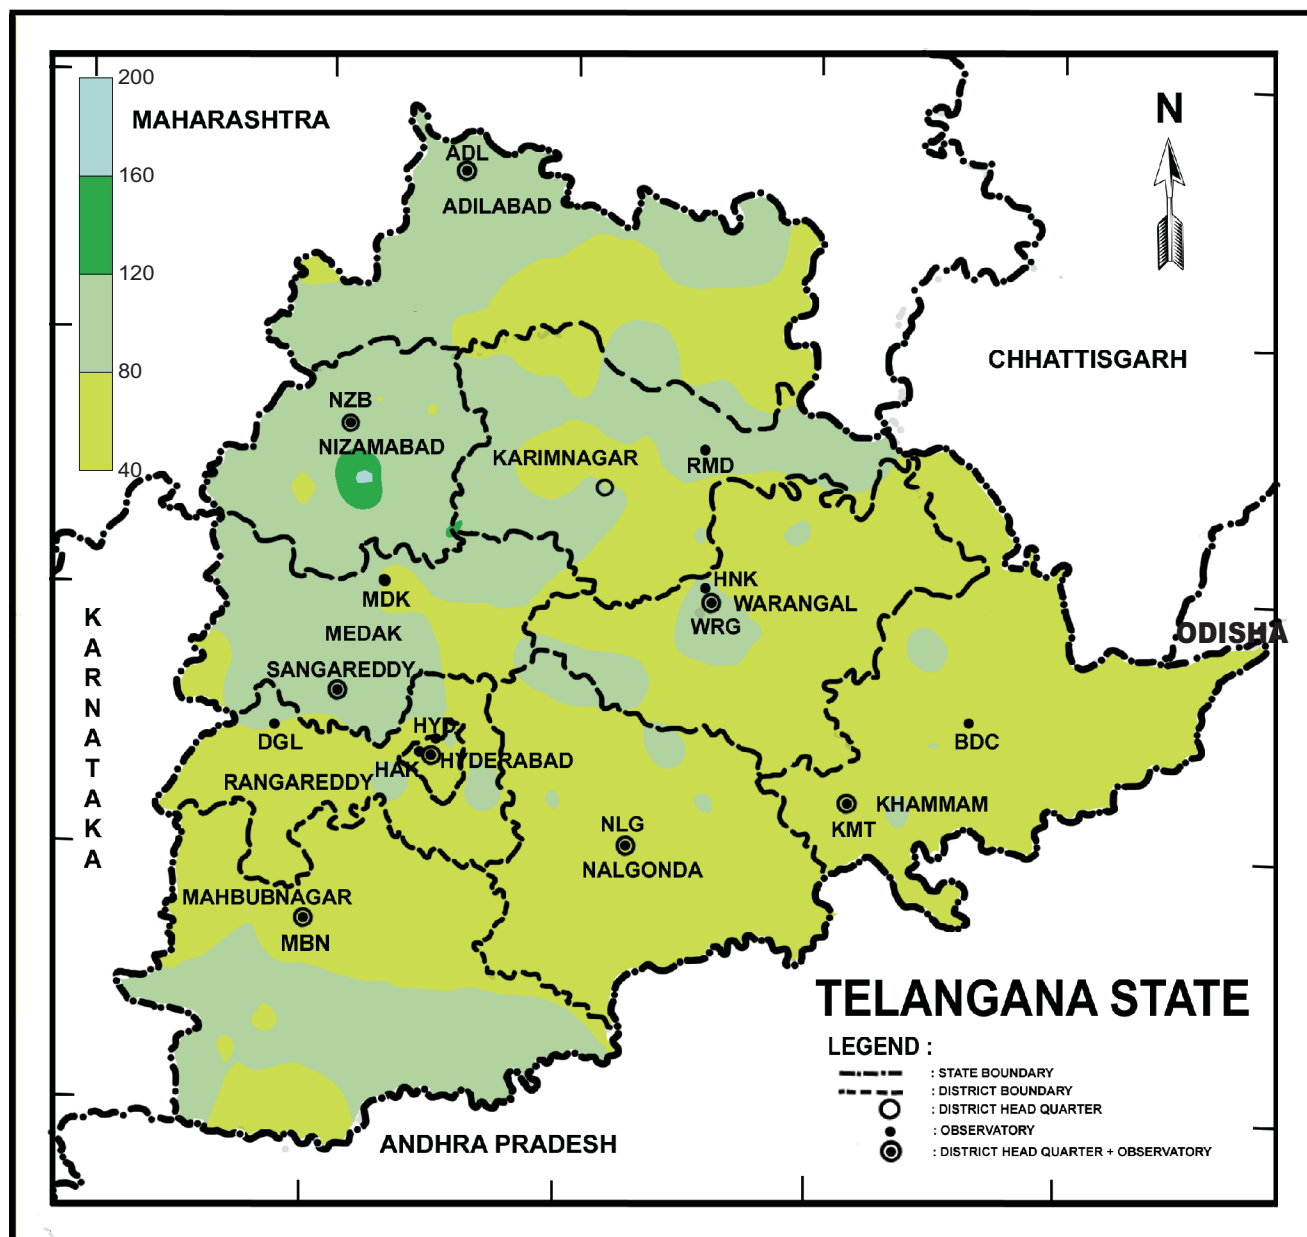 200
MAHARASHTRA
N
ADL
160
ADILABAD
120
CHHATTISGARH
80
NZB
NIZAMABAD
KARIMNAGAR
RMD
40
HNK
MDK
WARANGAL
WRG
KARNATAKA
MEDAK
ODISHA
SANGAREDDY
HYD
DGL
BDC
HAK
HYDERABAD
RANGAREDDY
KHAMMAM
NLG
KMT
NALGONDA
MAHBUBNAGAR
MBN
TELANGANA STATE
LEGEND :
: STATE BOUNDARY
: DISTRICT BOUNDARY
: DISTRICT HEAD QUARTER
: OBSERVATORY
: DISTRICT HEAD QUARTER + OBSERVATORY
ANDHRA PRADESH